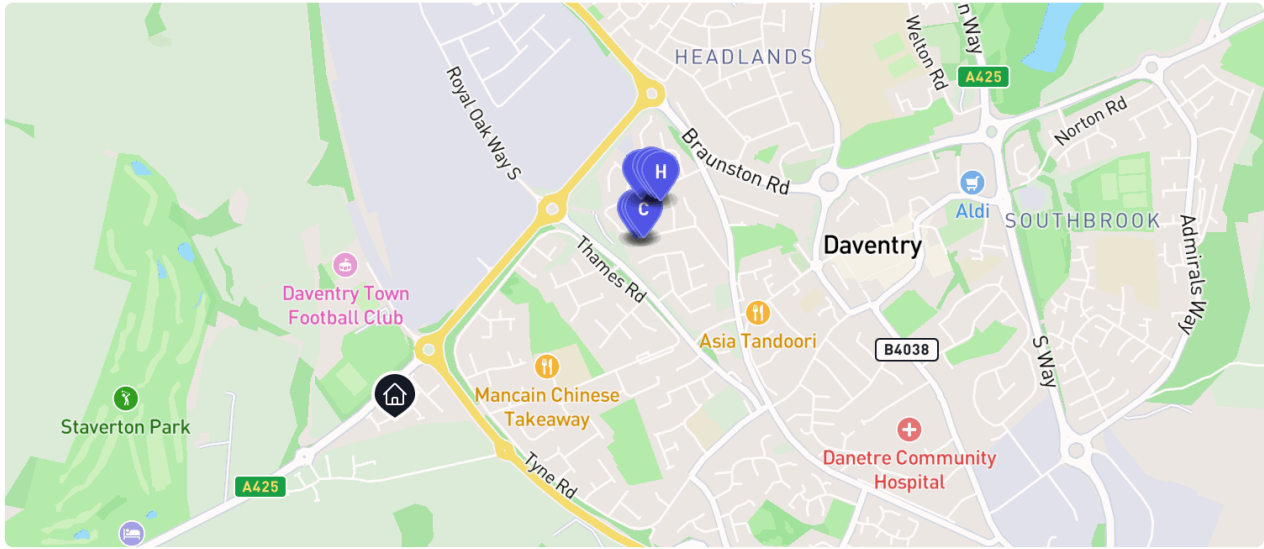 n Way
Welton Rd
HEADLANDS
A425
Royal Oak Way S
Norton Rd
Braunston Rd
H
C
Aldi
SOUTHBROOK
Daventry
Admirals Way
Thames Rd
Daventry Town
Football Club
Asia Tandoori
B4038
S Way
Mancain Chinese
Takeaway
Staverton Park
Danetre Community
Hospital
Tyne Rd
A425